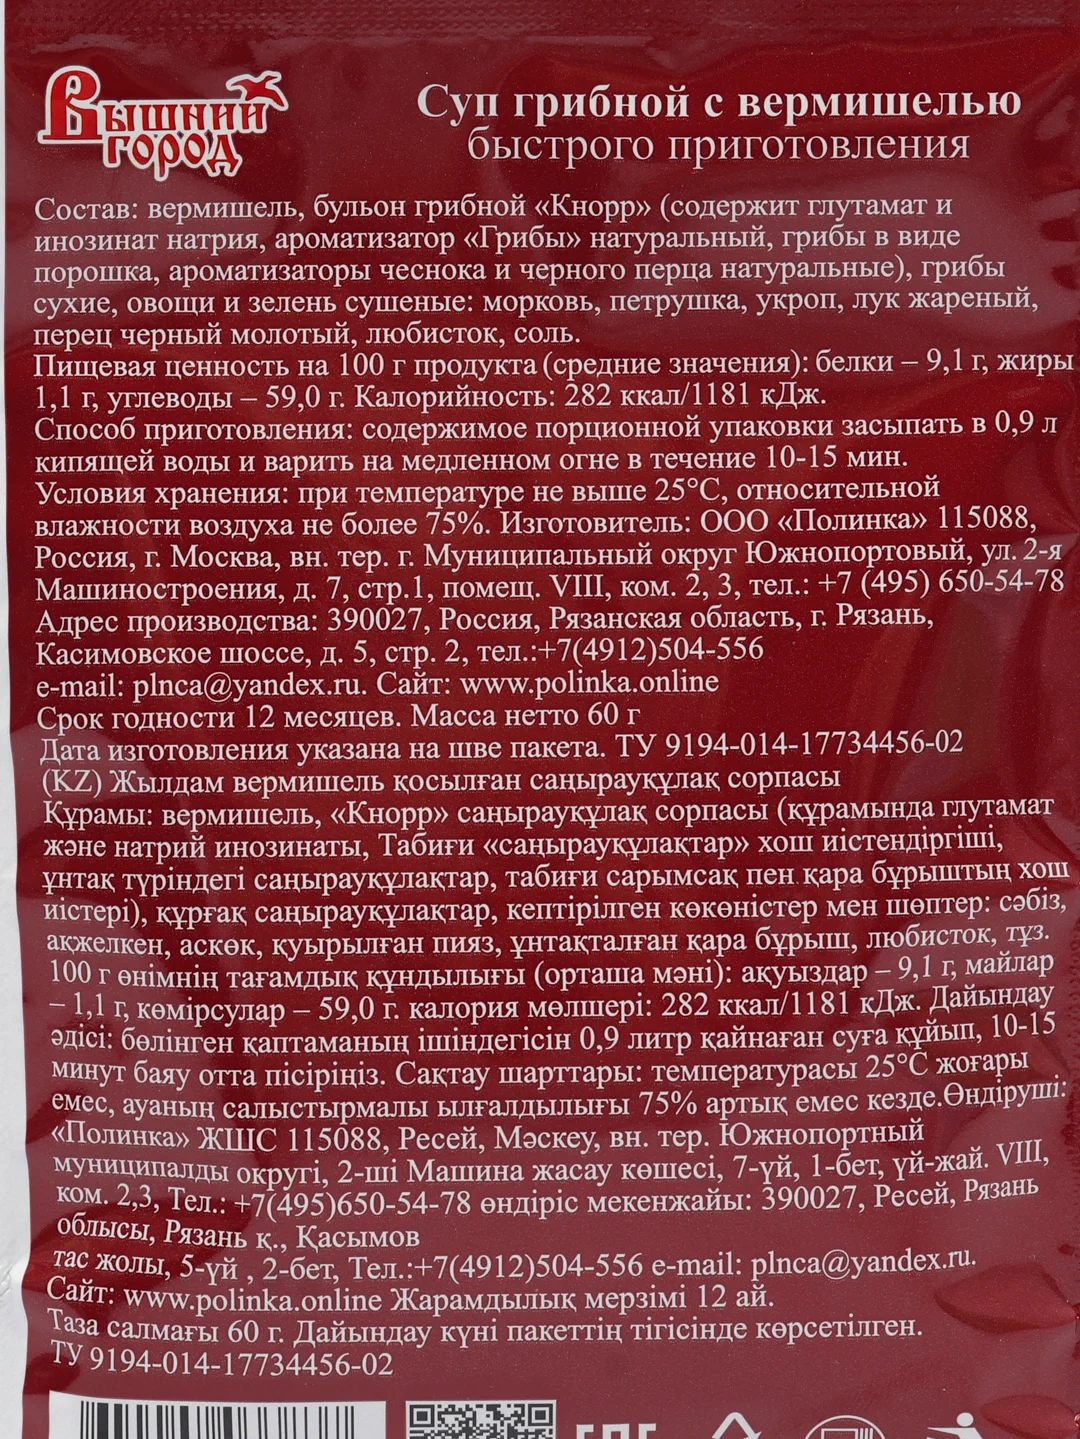 Вышний
город
Суп грибной с вермишелью
быстрого приготовления
Состав: вермишель, бульон грибной «Кнорр» (содержит глутамат и
инозинат натрия, ароматизатор «Грибы» натуральный, грибы в виде
порошка, ароматизаторы чеснока и черного перца натуральные), грибы
сухие, овощи и зелень сушеные: морковь, петрушка, укроп, лук жареный,
перец черный молотый, любисток, соль.
Пищевая ценность на 100 г продукта (средние значения): белки – 9,1 г, жиры
1,1 г, углеводы – 59,0 г. Калорийность: 282 ккал/1181 кДж.
Способ приготовления: содержимое порционной упаковки засыпать в 0,9 л
кипящей воды и варить на медленном огне в течение 10-15 мин.
Условия хранения: при температуре не выше 25°С, относительной
влажности воздуха не более 75%. Изготовитель: ООО «Полинка» 115088,
Россия, г. Москва, вн. тер. г. Муниципальный округ Южнопортовый, ул. 2-я
Машиностроения, д. 7, стр.1, помещ. VIII, ком. 2, 3, тел.: +7 (495) 650-54-78
Адрес производства: 390027, Россия, Рязанская область, г. Рязань,
Касимовское шоссе, д. 5, стр. 2, тел.:+7(4912)504-556
e-mail: plnca@yandex.ru. Сайт: www.polinka.online
Срок годности 12 месяцев. Масса нетто 60 г
Дата изготовления указана на шве пакета. ТУ 9194-014-17734456-02
(KZ) Жылдам вермишель қосылған саңырауқұлақ сорпасы
Құрамы: вермишель, «Кнорр» саңырауқұлақ сорпасы (құрамында глутамат
және натрий инозинаты, Табиғи «саңырауқұлақтар» хош иістендіргіші,
ұнтақ түріндегі саңырауқұлақтар, табиғи сарымсақ пен қара бұрыштың хош
иістері), құрғақ саңырауқұлақтар, кептірілген көкөністер мен шөптер: сәбіз,
ақжелкен, аскөк, қуырылған пияз, ұнтақталған қара бұрыш, любисток, тұз.
100 г өнімнің тағамдық құндылығы (орташа мәні): ақуыздар – 9,1 г, майлар
– 1,1 г, көмірсулар – 59,0 г. калория мөлшері: 282 ккал/1181 кДж. Дайындау
әдісі: бөлінген қаптаманың ішіндегісін 0,9 литр қайнаған суға құйып, 10-15
минут баяу отта пісіріңіз. Сақтау шарттары: температурасы 25°С жоғары
емес, ауаның салыстырмалы ылғалдылығы 75% артық емес кезде.Өндіруші:
«Полинка» ЖШС 115088, Ресей, Мәскеу, вн. тер. Южнопортный
муниципалды округі, 2-ші Машина жасау көшесі, 7-үй, 1-бет, үй-жай. VIII,
ком. 2,3, Тел.: +7(495)650-54-78 өндіріс мекенжайы: 390027, Ресей, Рязань
облысы, Рязань қ., Қасымов
тас жолы, 5-үй , 2-бет, Тел.:+7(4912)504-556 e-mail: plnca@yandex.ru.
Сайт: www.polinka.online Жарамдылық мерзімі 12 ай.
Таза салмағы 60 г. Дайындау күні пакеттің тігісінде көрсетілген.
ТУ 9194-014-17734456-02